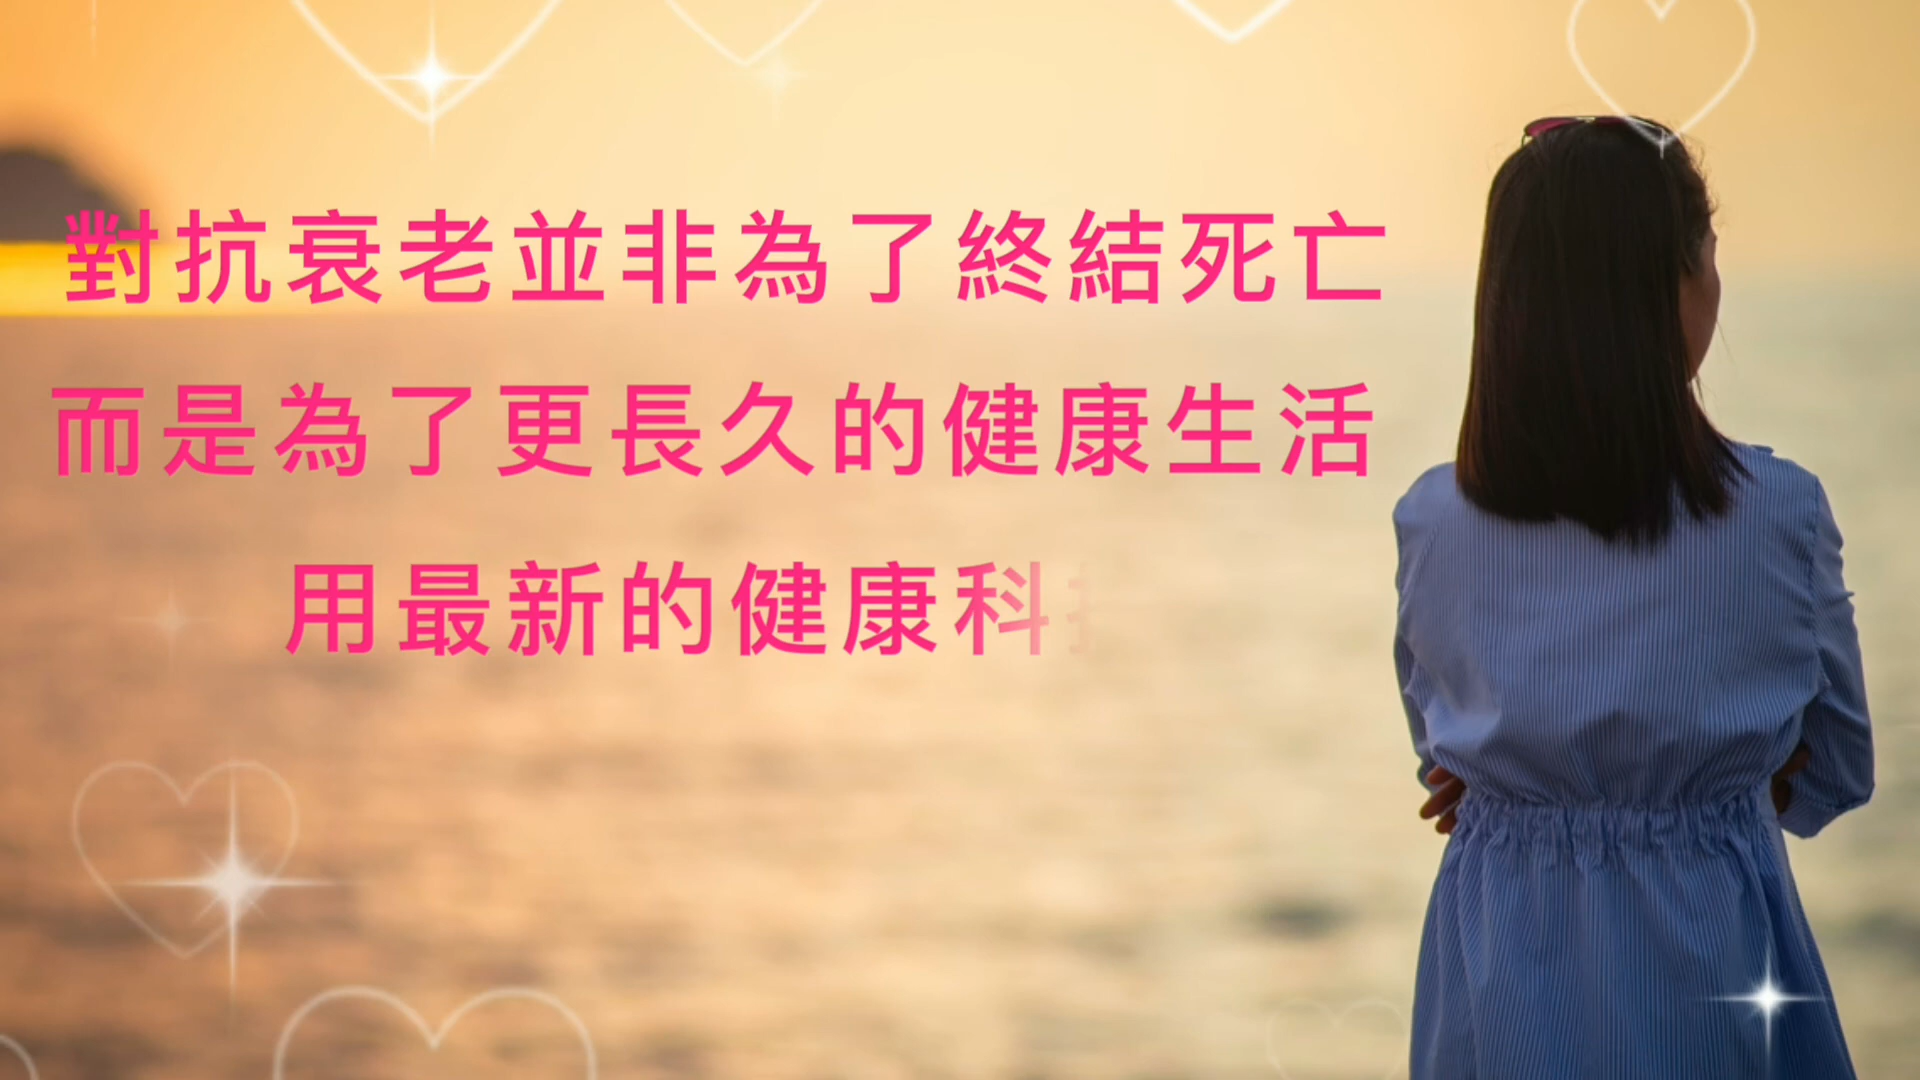 對抗衰老並非為了終結死亡
而是為了更長久的健康生活
用最新的健康科